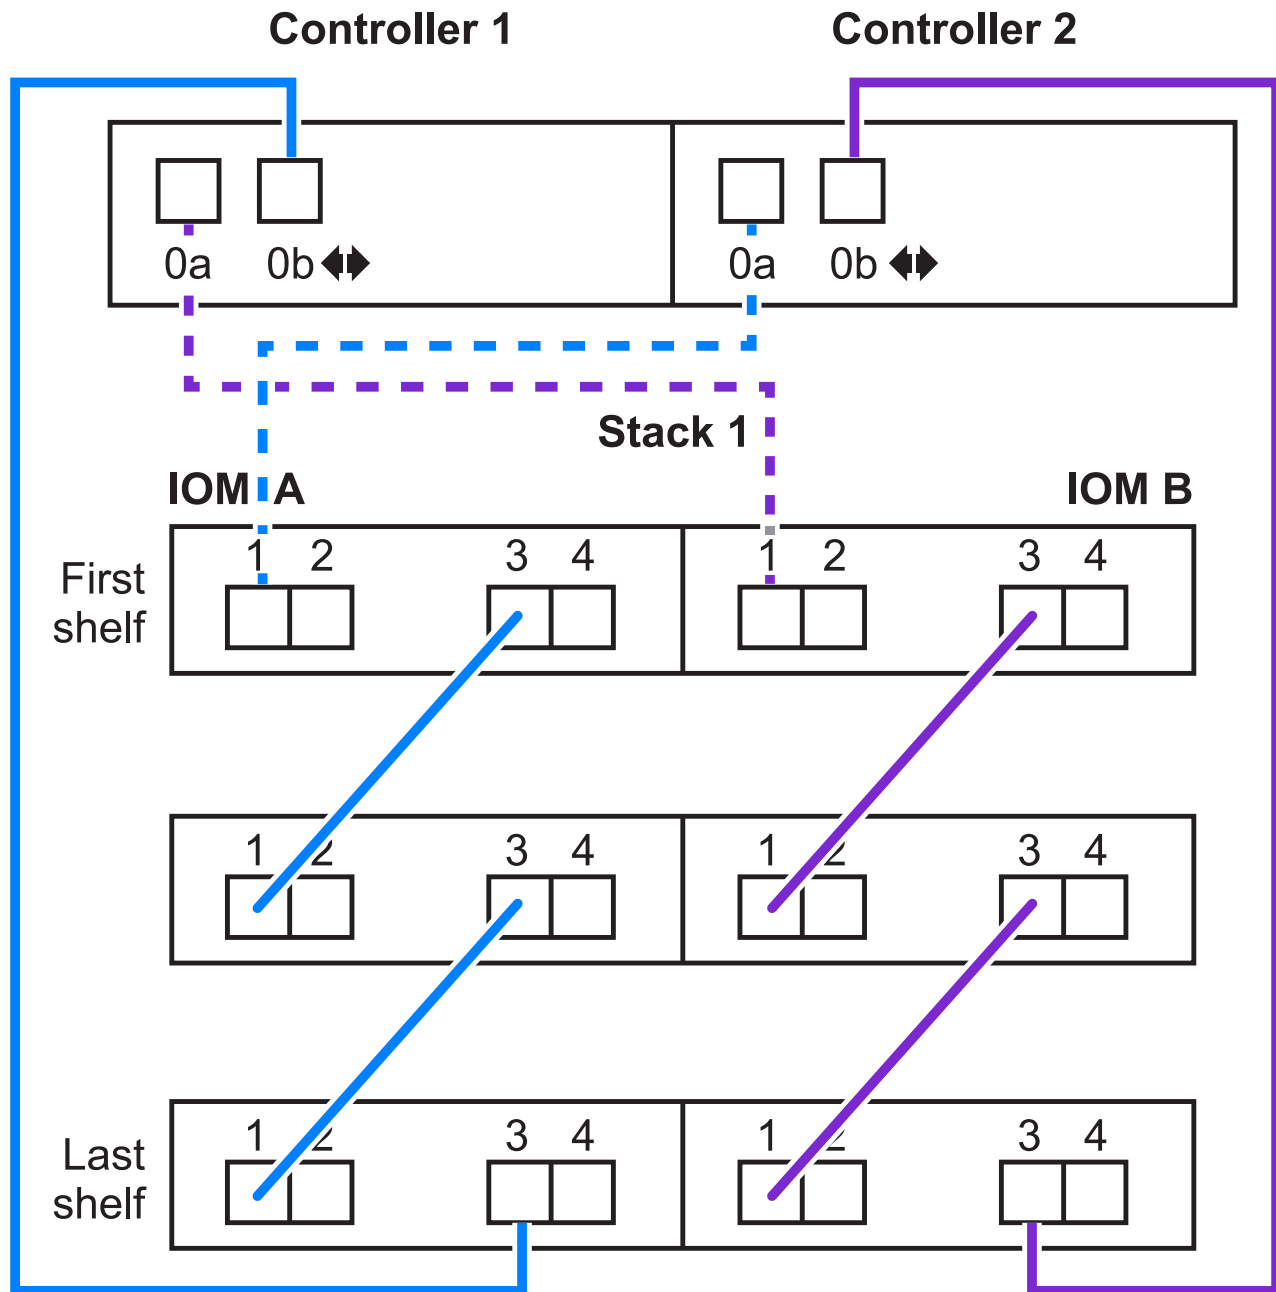 Controller 1 Controller 2
0a 0b 0a 0b
Stack 1
IOM A IOM B
First
shelf
1 2 3 4 1 2 3 4
1 2 3 4 1 2 3 4
Last
shelf
1 2 3 4 1 2 3 4